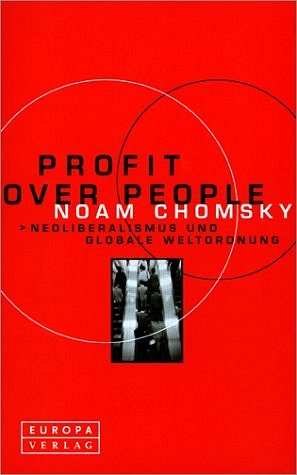 PROFIT
OVER PEOPLE
NOAM CHOMSKY
>NEOLIBERALISMUS UND
GLOBALE WELTORDNUNG
EUROPA
VERLAG